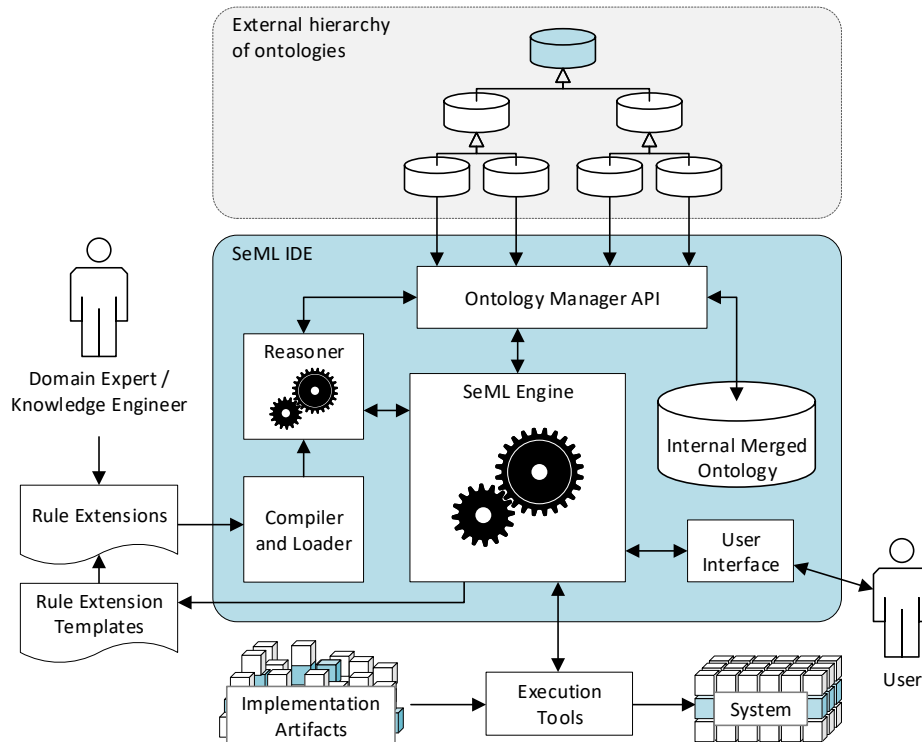 External hierarchy
of ontologies
SeML IDE
Ontology Manager API
Reasoner
SeML Engine
Domain Expert /
Knowledge Engineer
Internal Merged
Ontology
Rule Extensions
Compiler
and Loader
User
Interface
Rule Extension
Templates
User
Implementation
Artifacts
Execution
Tools
System